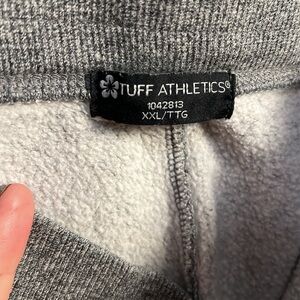 TUFF ATHLETICS®
1042813
XXL/TTG